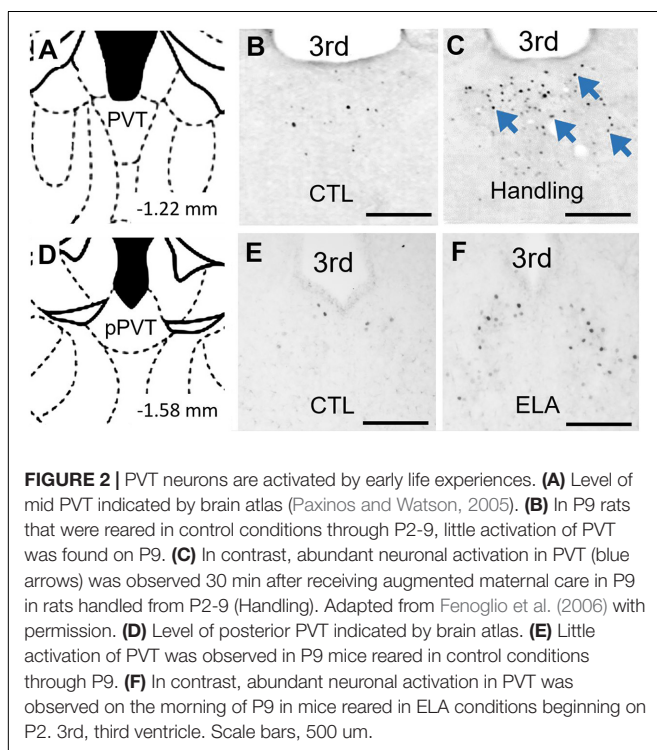 A
PVT
-1.22 mm
B
3rd
CTL
C
3rd
Handling
D
pPVT
-1.58 mm
E
3rd
CTL
F
3rd
ELA
FIGURE 2 | PVT neurons are activated by early life experiences. (A) Level of
mid PVT indicated by brain atlas (Paxinos and Watson, 2005). (B) In P9 rats
that were reared in control conditions through P2-9, little activation of PVT
was found on P9. (C) In contrast, abundant neuronal activation in PVT (blue
arrows) was observed 30 min after receiving augmented maternal care in P9
in rats handled from P2-9 (Handling). Adapted from Fenoglio et al. (2006) with
permission. (D) Level of posterior PVT indicated by brain atlas. (E) Little
activation of PVT was observed in P9 mice reared in control conditions
through P9. (F) In contrast, abundant neuronal activation in PVT was
observed on the morning of P9 in mice reared in ELA conditions beginning on
P2. 3rd, third ventricle. Scale bars, 500 um.